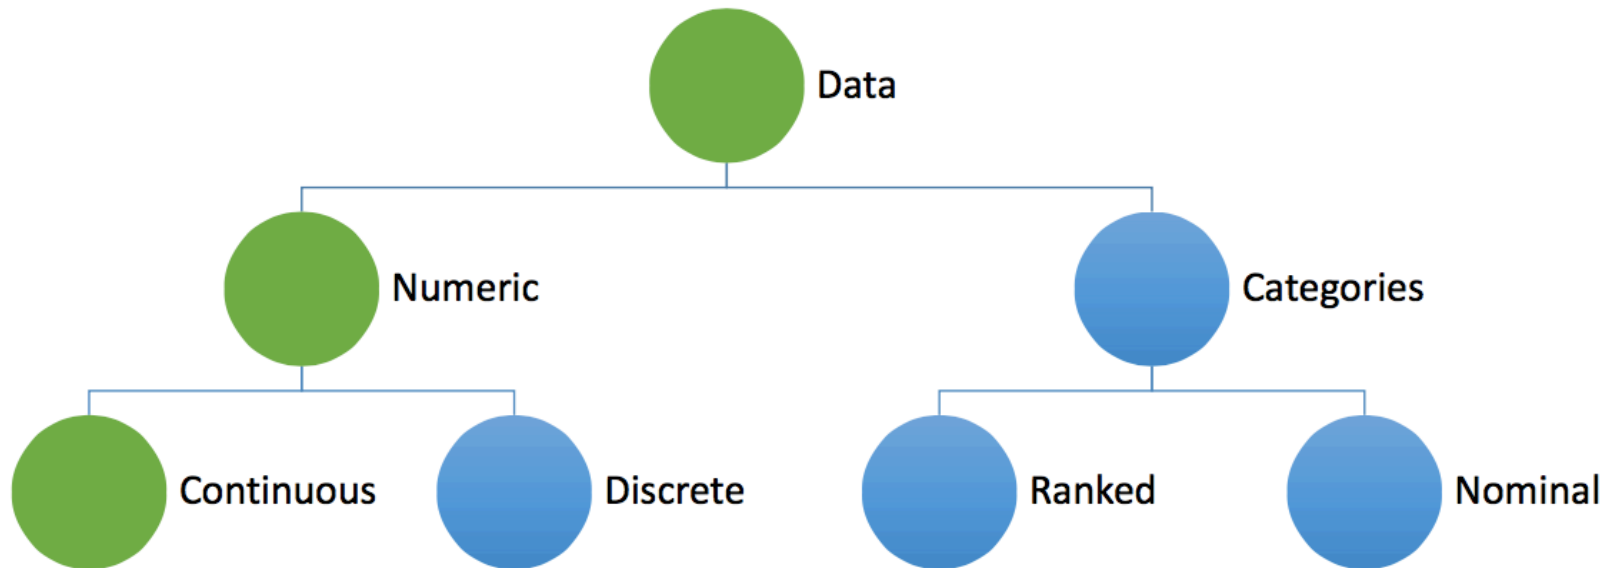 Data
Numeric
Categories
Continuous
Discrete
Ranked
Nominal